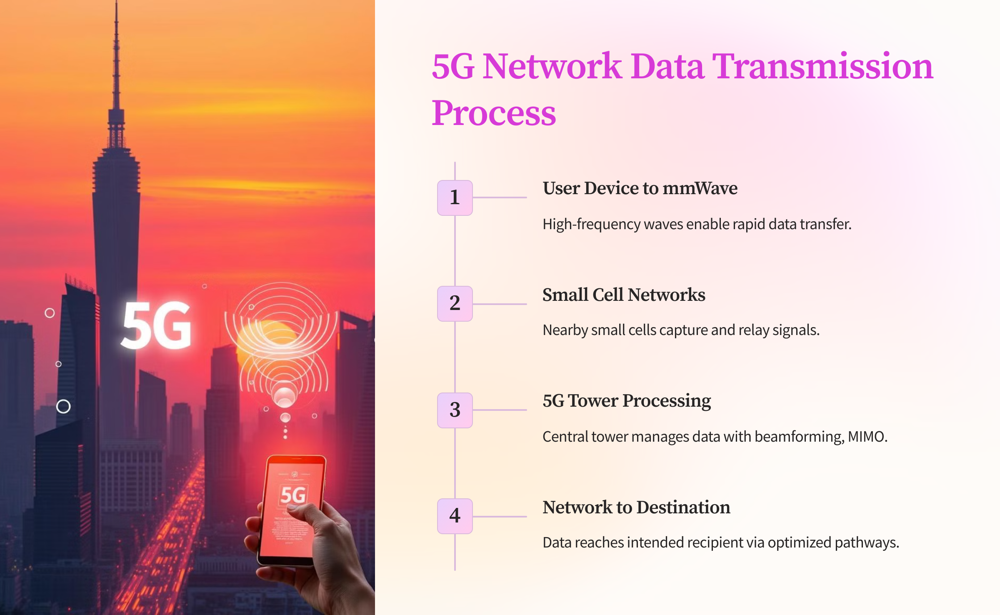 5G
5G
5G Network Data Transmission
Process
1
User Device to mmWave
High-frequency waves enable rapid data transfer.
2
Small Cell Networks
Nearby small cells capture and relay signals.
3
5G Tower Processing
Central tower manages data with beamforming, MIMO.
4
Network to Destination
Data reaches intended recipient via optimized pathways.